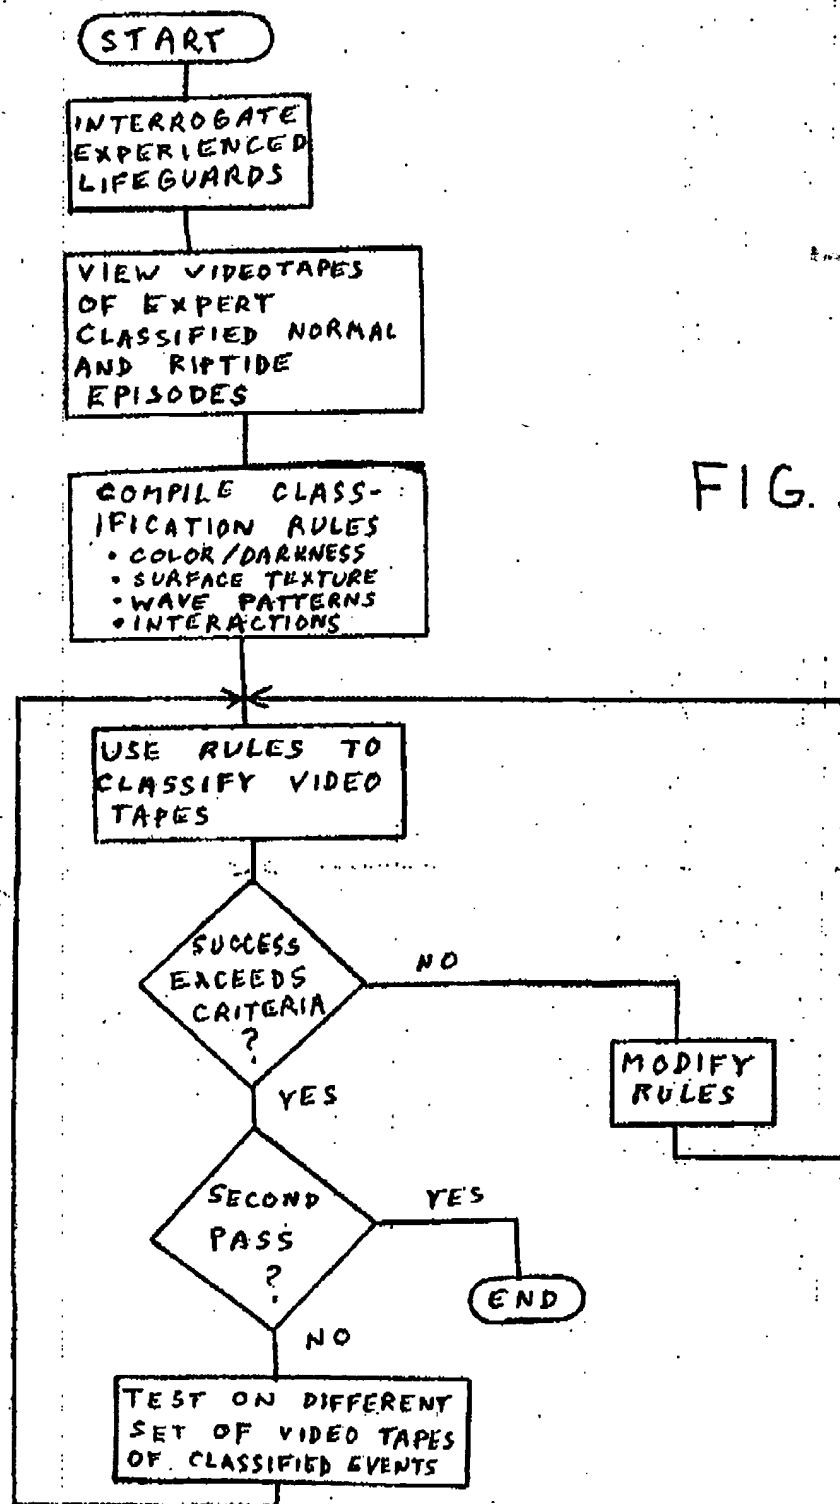 START
INTERROGATE
EXPERIENCED
LIFEGUARDS
VIEW VIDEOTAPES
OF EXPERT
CLASSIFIED NORMAL
AND RIPTIDE
EPISODES
COMPILE CLASS-
IFICATION RULES
• COLOR/DARKNESS
• SURFACE TEXTURE
• WAVE PATTERNS
• INTERACTIONS
FIG.
USE RULES TO
CLASSIFY VIDEO
TAPES
SUCCESS
EXCEEDS
CRITERIA
?
NO
MODIFY
RULES
YES
SECOND
PASS
?
YES
END
NO
TEST ON DIFFERENT
SET OF VIDEO TAPES
OF CLASSIFIED EVENTS